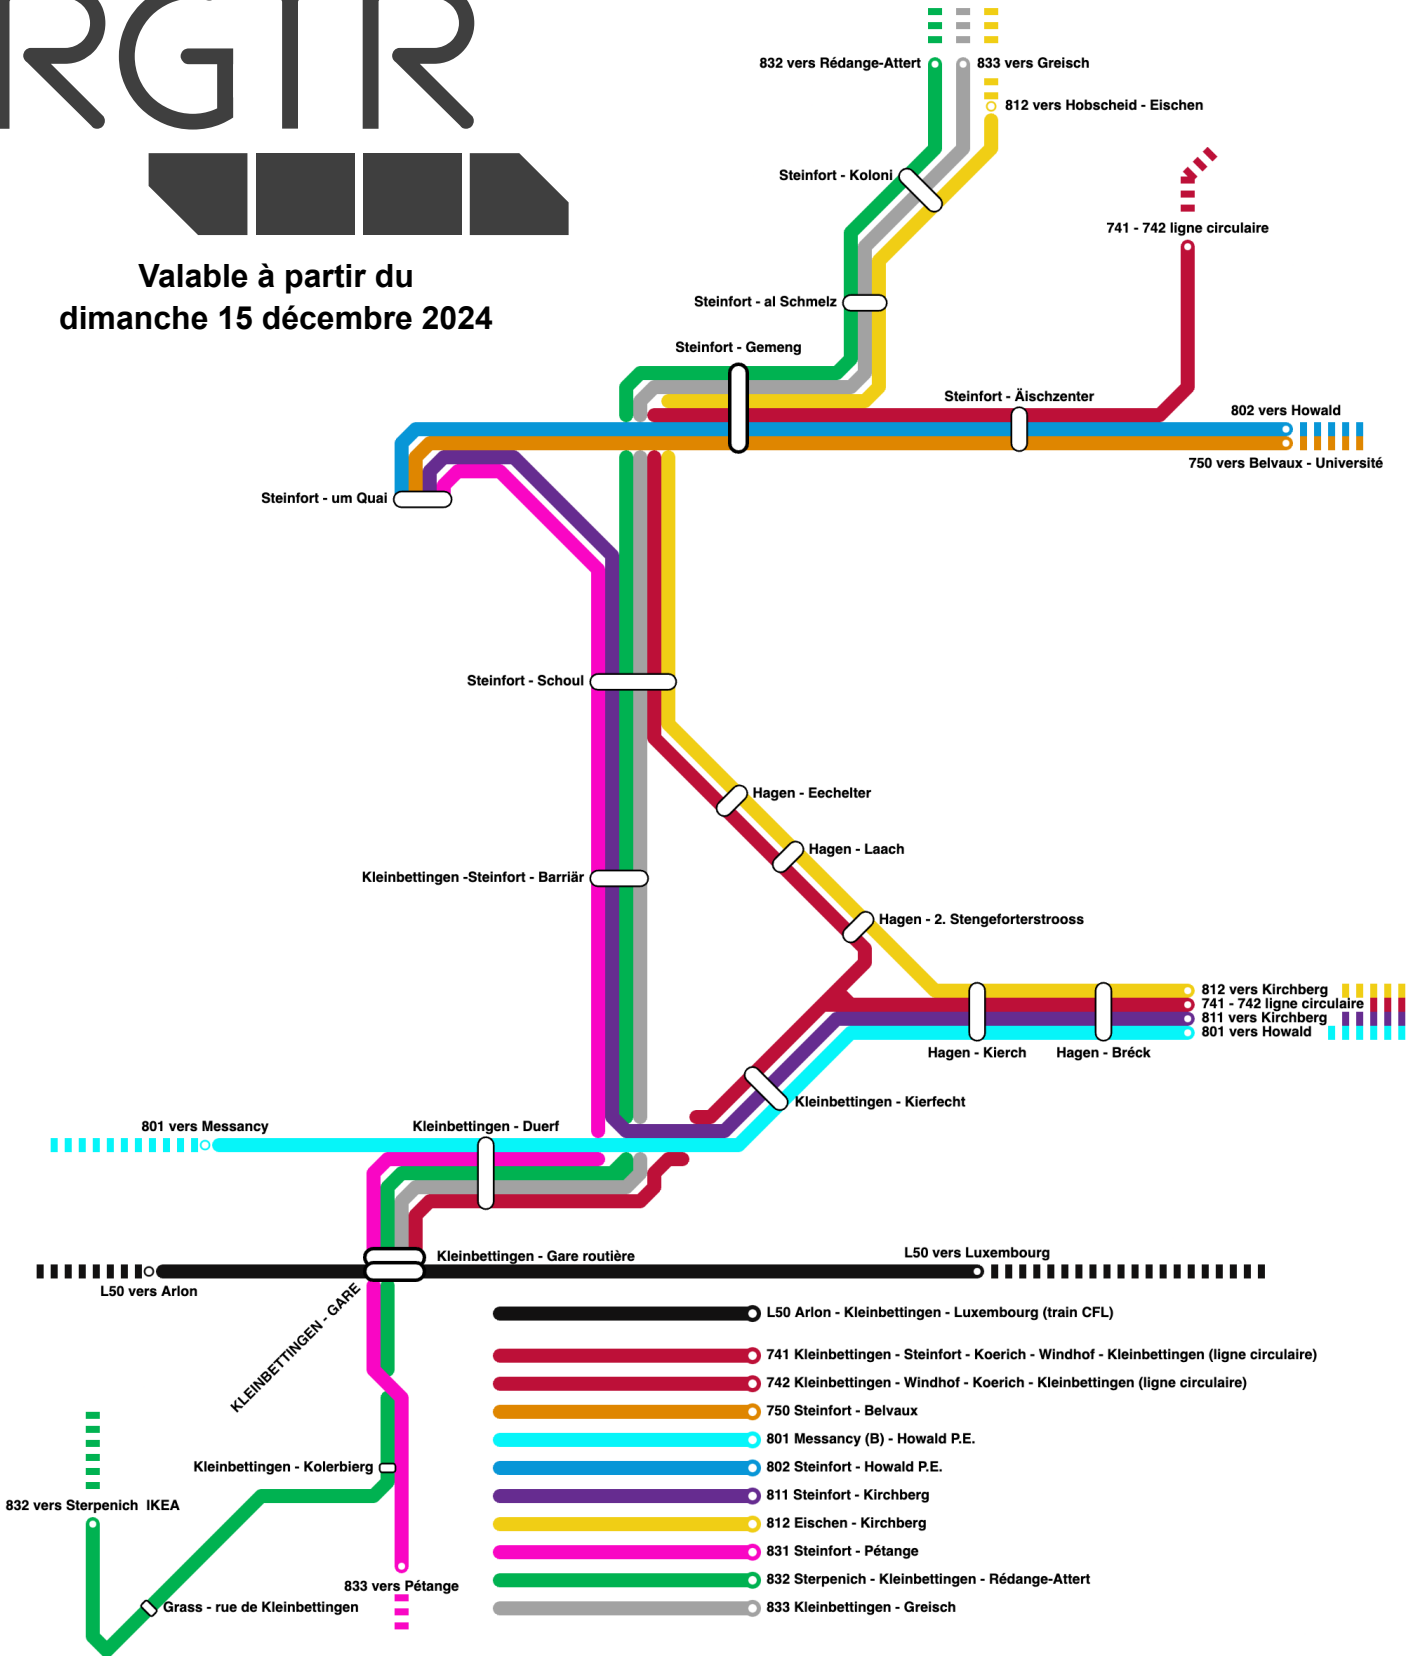 RGTR
Valable à partir du
dimanche 15 décembre 2024
832 vers Rédange-Attert
833 vers Greisch
812 vers Hobscheid - Eischen
Steinfort - Koloni
741 - 742 ligne circulaire
Steinfort - al Schmelz
Steinfort - Gemeng
Steinfort - Äischzenter
802 vers Howald
750 vers Belvaux - Université
Steinfort - um Quai
Steinfort - Schoul
Hagen - Eechelter
Hagen - Laach
Kleinbettingen -Steinfort - Barriär
Hagen - 2. Stengeforterstrooss
812 vers Kirchberg
741 - 742 ligne circulaire
811 vers Kirchberg
801 vers Howald
Hagen - Kierch
Hagen - Bréck
Kleinbettingen - Kierfecht
801 vers Messancy
Kleinbettingen - Duerf
Kleinbettingen - Gare routière
L50 vers Luxembourg
L50 vers Arlon
KLEINBETTINGEN - GARE
L50 Arlon - Kleinbettingen - Luxembourg (train CFL)
741 Kleinbettingen - Steinfort - Koerich - Windhof - Kleinbettingen (ligne circulaire)
742 Kleinbettingen - Windhof - Koerich - Kleinbettingen (ligne circulaire)
750 Steinfort - Belvaux
801 Messancy (B) - Howald P.E.
802 Steinfort - Howald P.E.
811 Steinfort - Kirchberg
812 Eischen - Kirchberg
831 Steinfort - Pétange
832 Sterpenich - Kleinbettingen - Rédange-Attert
833 Kleinbettingen - Greisch
Kleinbettingen - Kolerbierg
832 vers Sterpenich  IKEA
833 vers Pétange
Grass - rue de Kleinbettingen